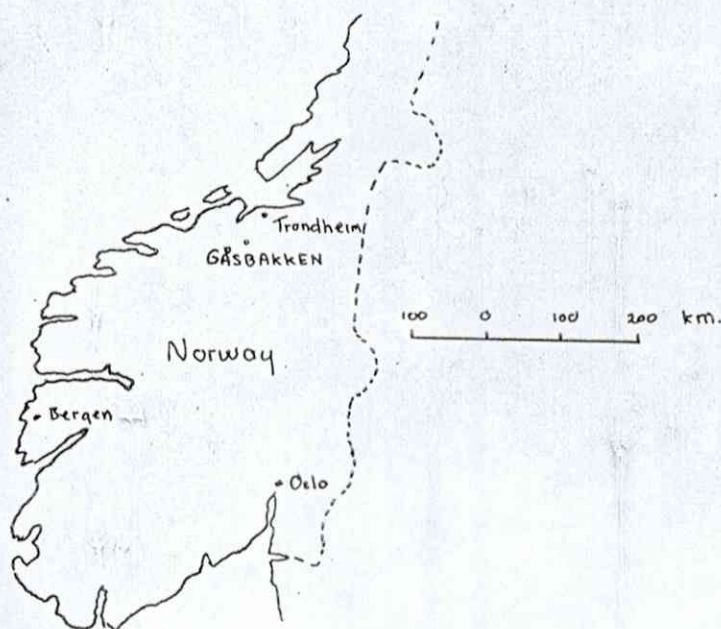 Trondheim
GÅSBAKKEN
100 0 100 200 km.
Norway
Bergen
Oslo